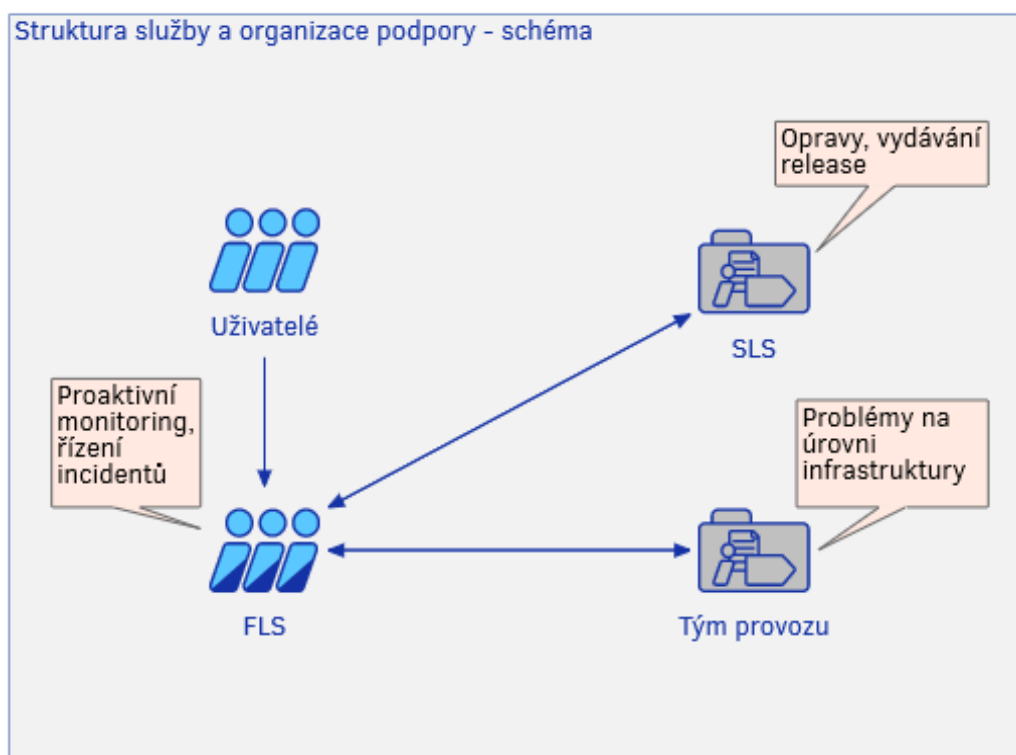 Struktura služby a organizace podpory - schéma
Opravy, vydávání
release
Uživatelé
SLS
Proaktivní
monitoring,
řízení
incidentů
Problémy na
úrovni
infrastruktury
FLS
Tým provozu